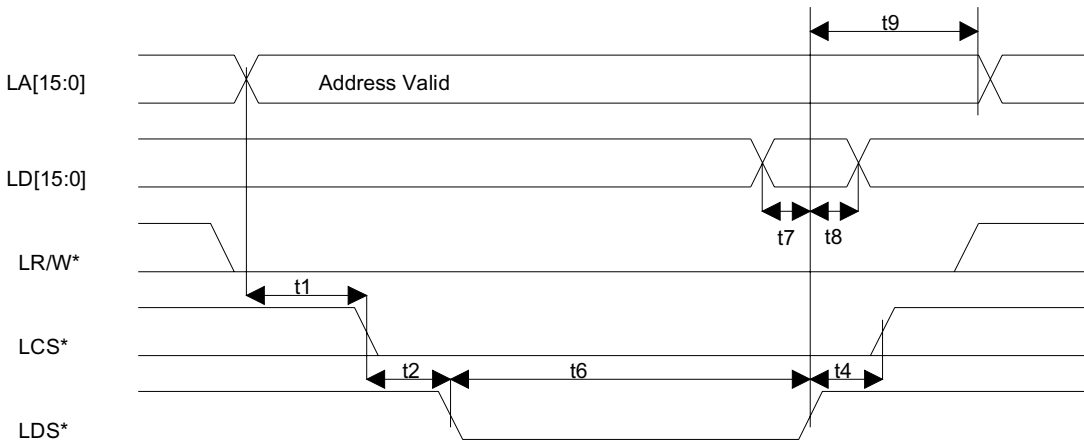 t9
LA[15:0]
Address Valid
LD[15:0]
t7
t8
LR/W*
t1
LCS*
t2
t6
t4
LDS*